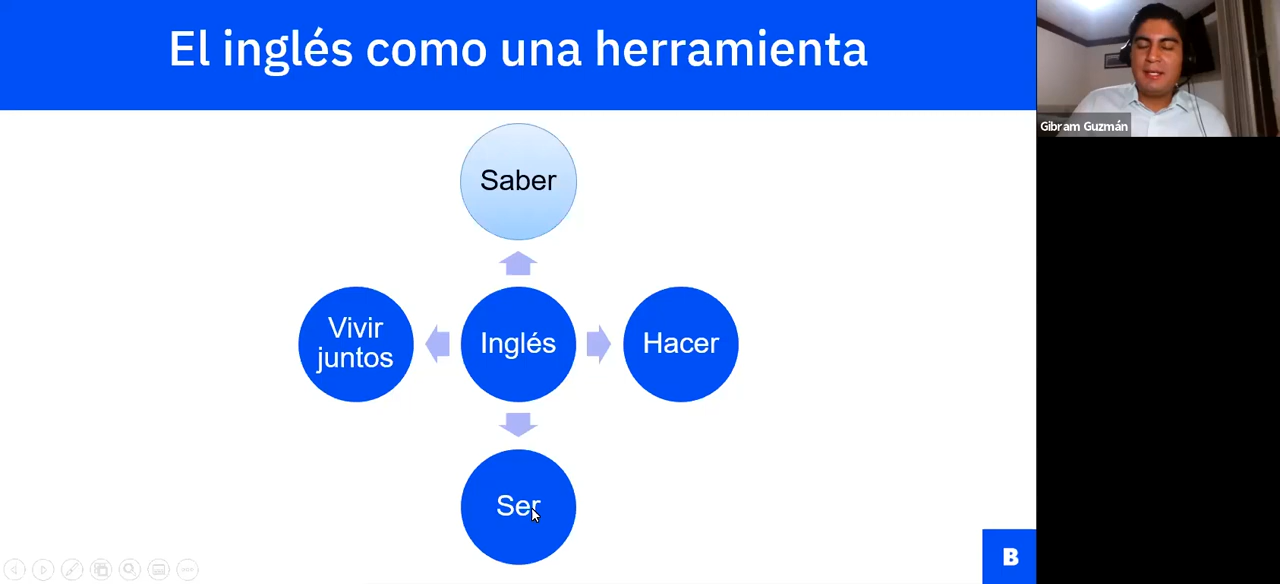 El inglés como una herramienta
Gibram Guzmán
Saber
Vivir
juntos
Inglés
Hacer
Ser
B